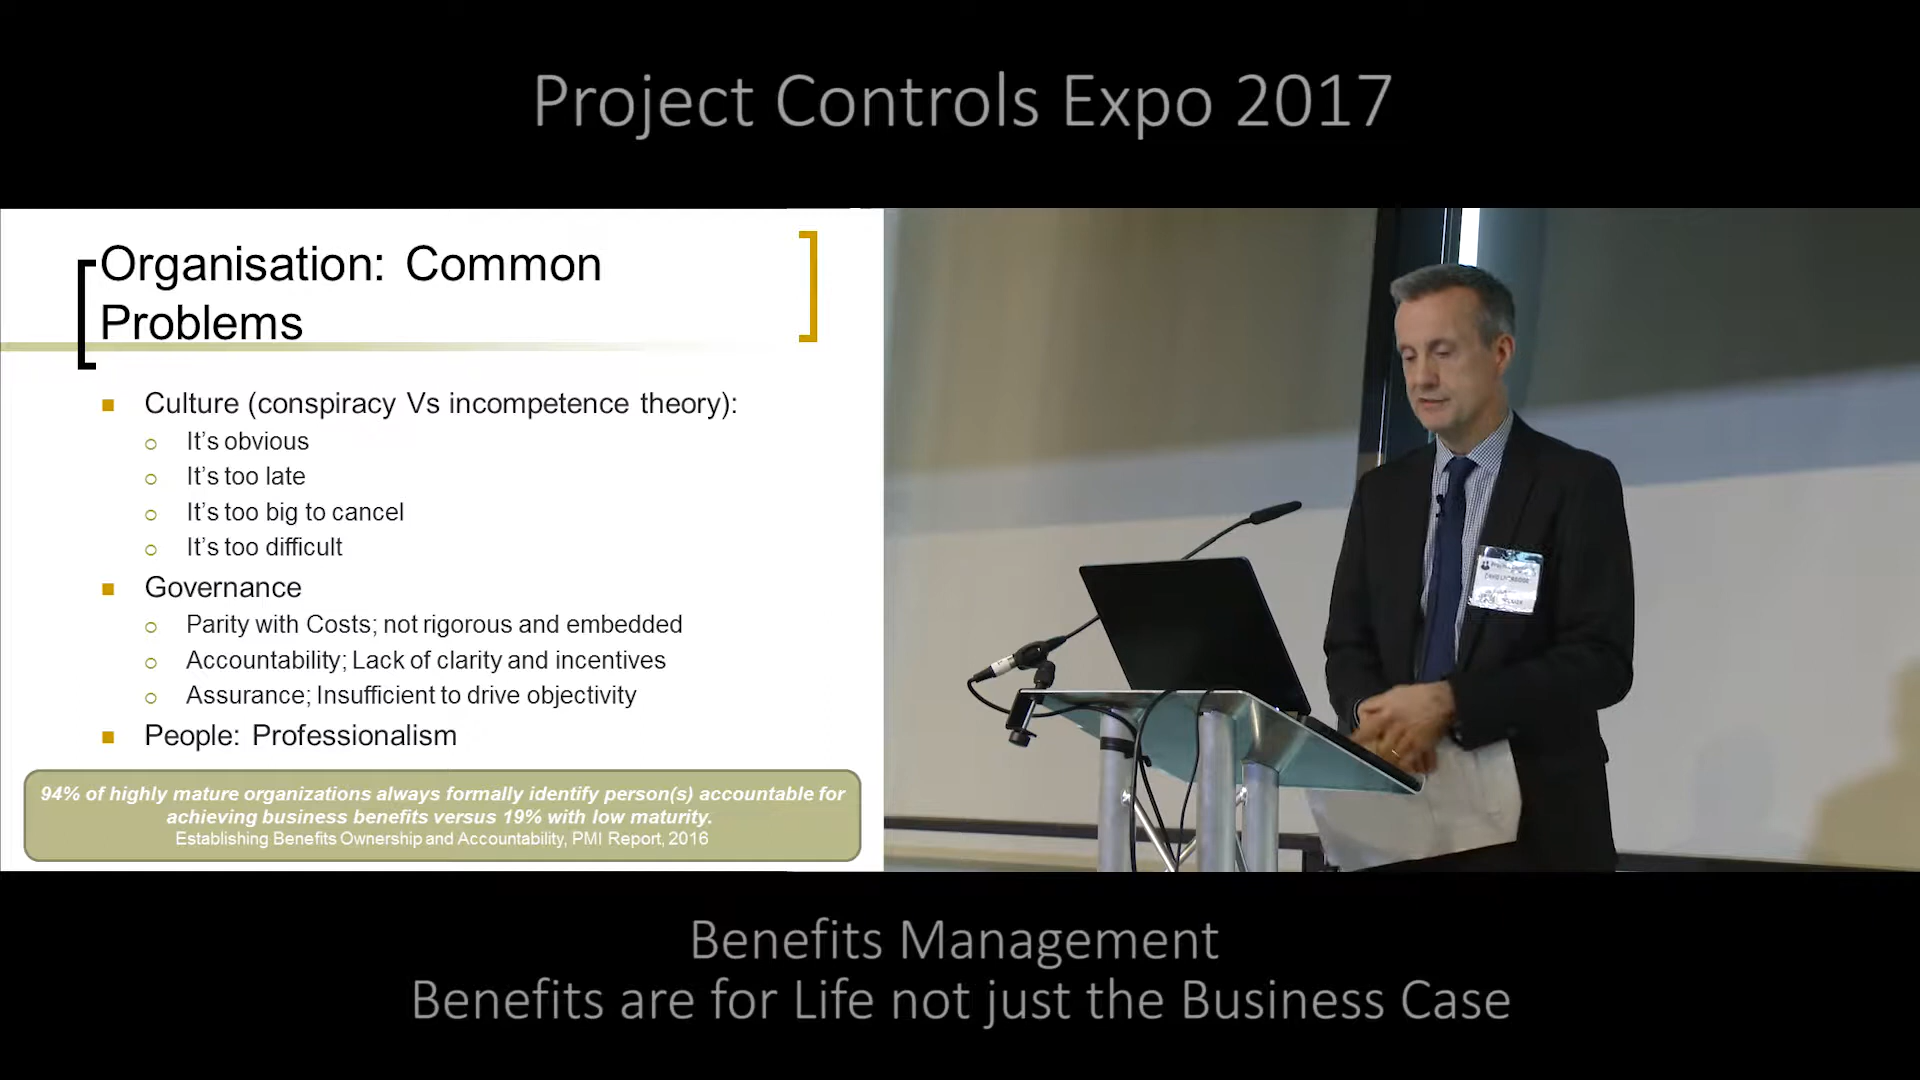 Project Controls Expo 2017
Organisation: Common
Problems
Culture (conspiracy Vs incompetence theory):
It's obvious
It's too late
It's too big to cancel
It's too difficult
Governance
Parity with Costs; not rigorous and embedded
Accountability; Lack of clarity and incentives
Assurance; Insufficient to drive objectivity
People: Professionalism
94% of highly mature organizations always formally identify person(s) accountable for
achieving business benefits versus 19% with low maturity.
Establishing Benefits Ownership and Accountability, PMI Report, 2016
Benefits Management
Benefits are for Life not just the Business Case